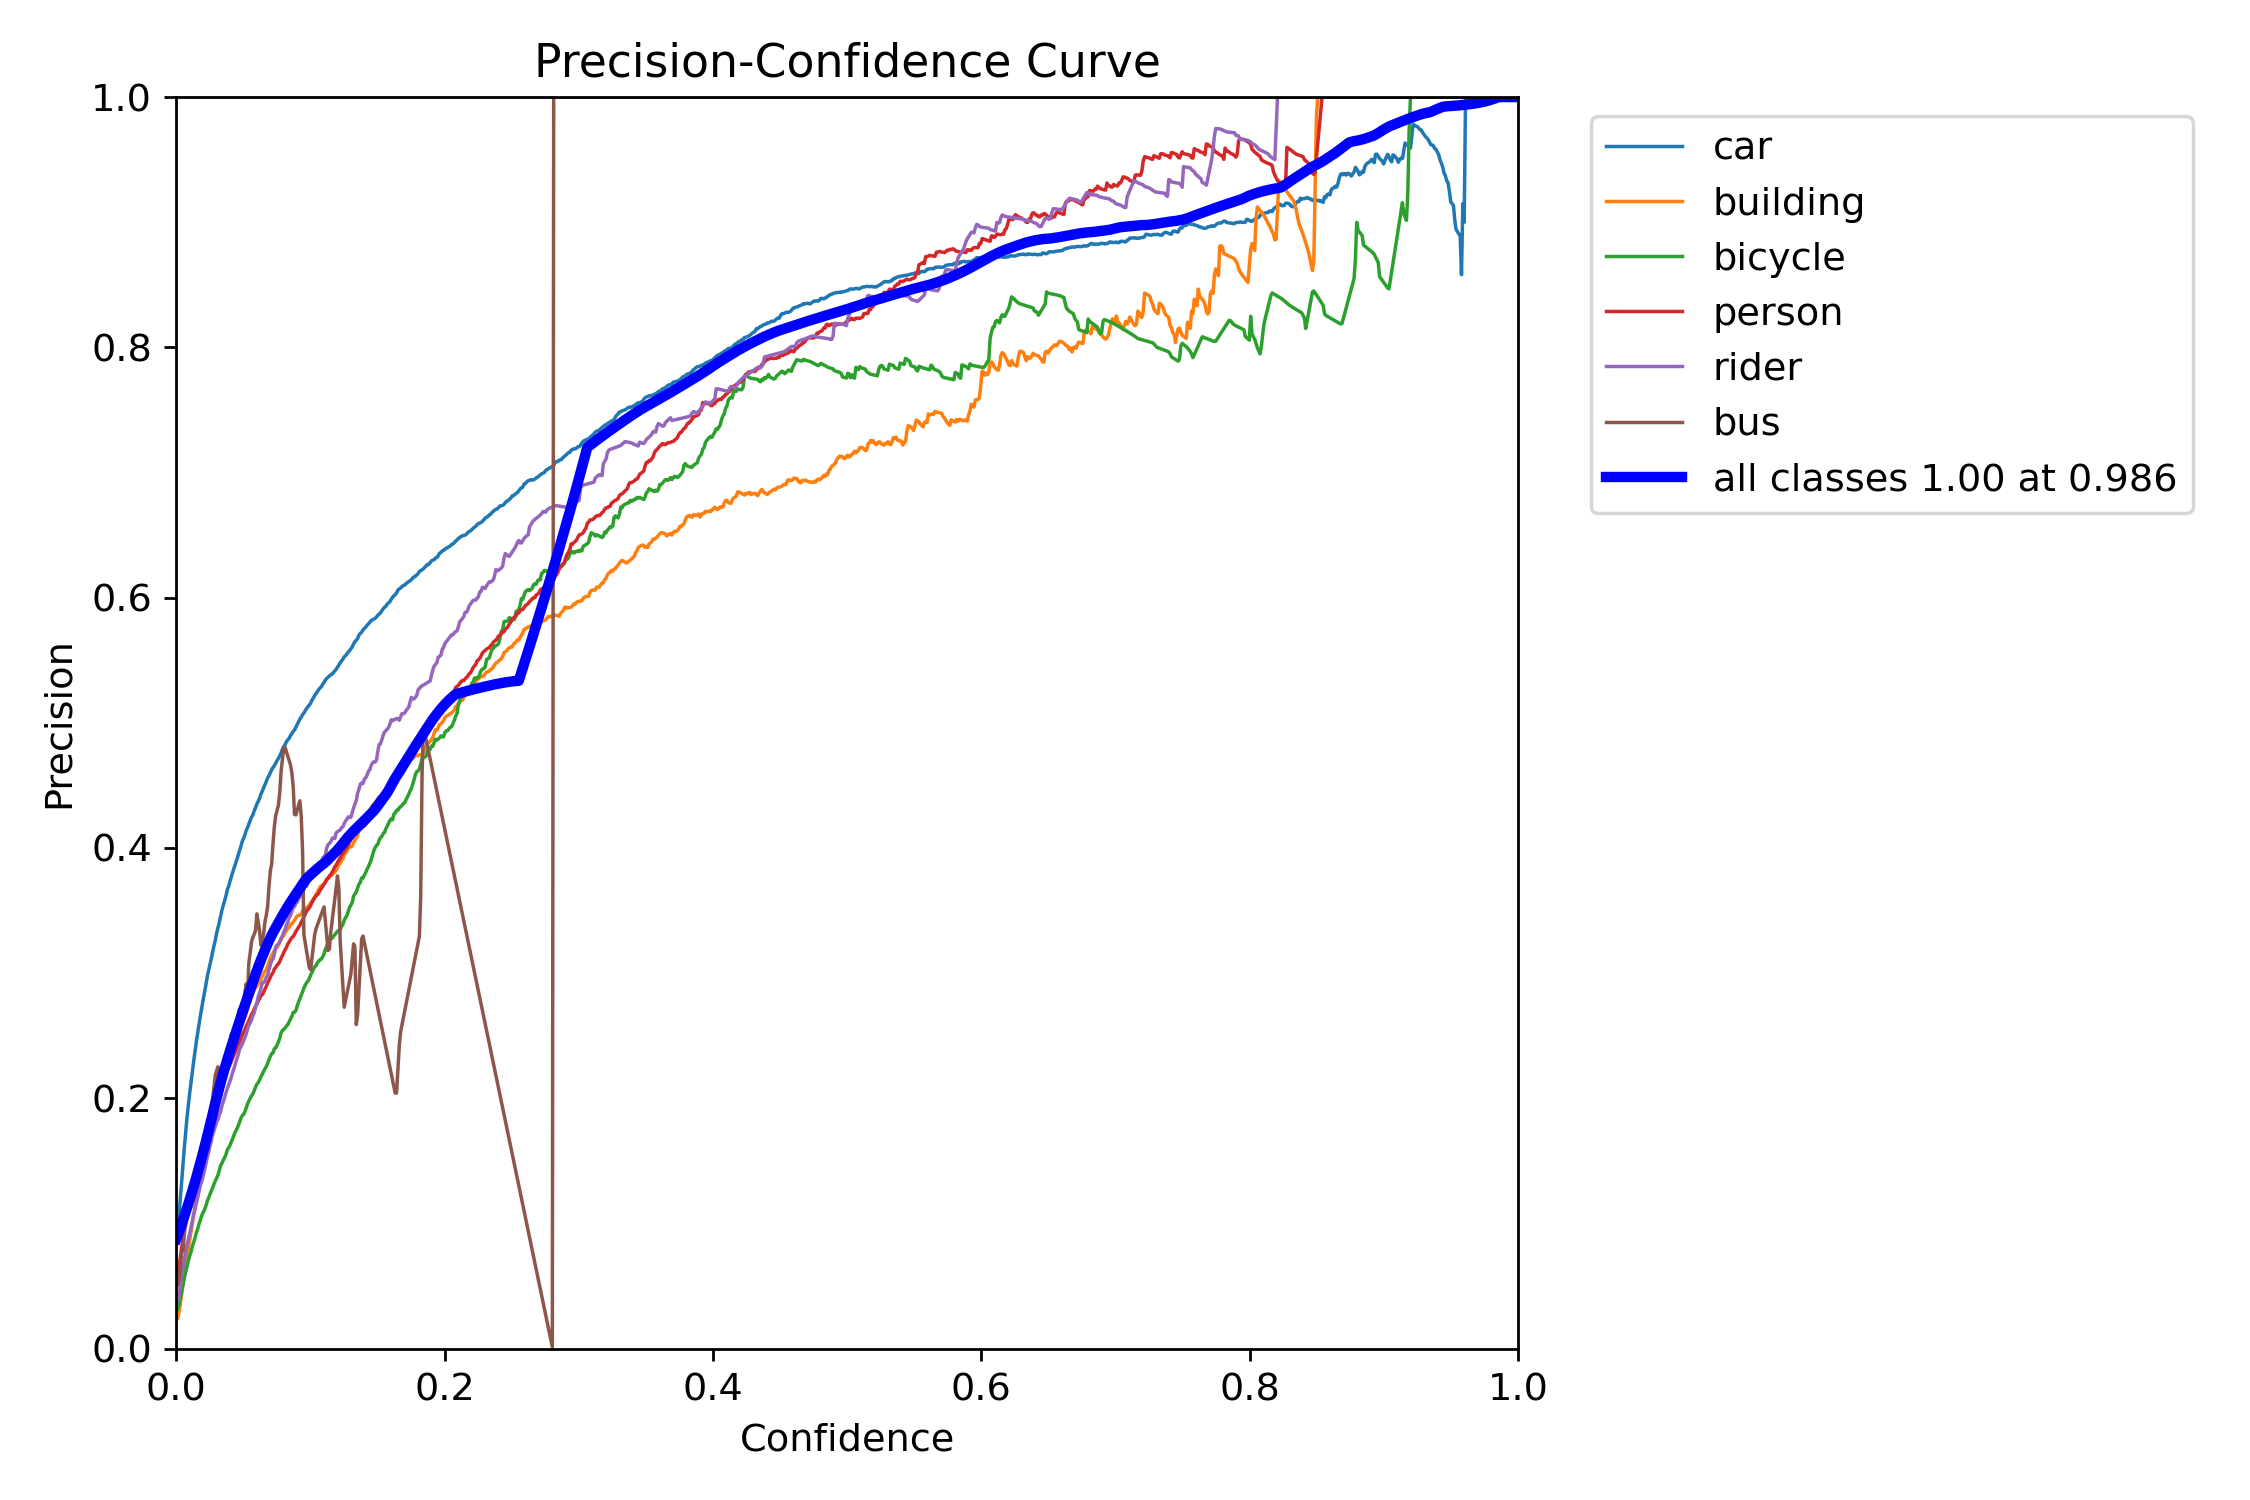 Precision-Confidence Curve
1.0
0.8
0.6
0.4
0.2
0.0
Precision
0.0 0.2 0.4 0.6 0.8 1.0
Confidence
car
building
bicycle
person
rider
bus
all classes 1.00 at 0.986